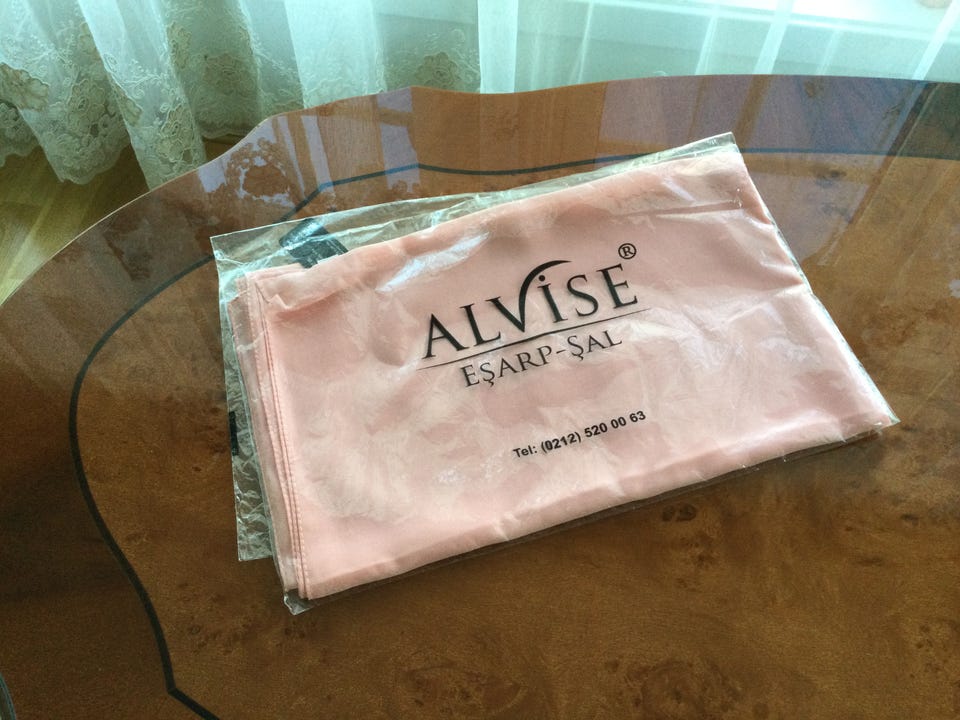 ALVİSE®
EŞARP-ŞAL
Tel: (0212) 520 00 63